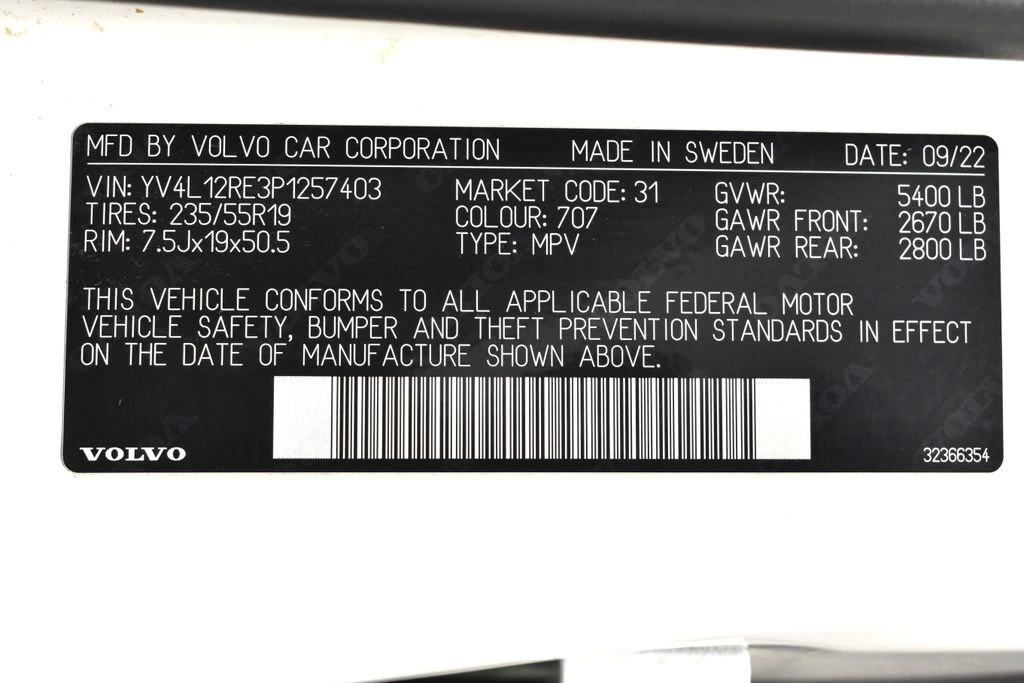 MFD BY VOLVO CAR CORPORATION MADE IN SWEDEN DATE: 09/22
VIN: YV4L12RE3P1257403 MARKET CODE: 31 GVWR: 5400 LB
TIRES: 235/55R19 COLOUR: 707 GAWR FRONT: 2670 LB
RIM: 7.5Jx19x50.5 TYPE: MPV GAWR REAR: 2800 LB
THIS VEHICLE CONFORMS TO ALL APPLICABLE FEDERAL MOTOR
VEHICLE SAFETY, BUMPER AND THEFT PREVENTION STANDARDS IN EFFECT
ON THE DATE OF MANUFACTURE SHOWN ABOVE.
VOLVO 32366354